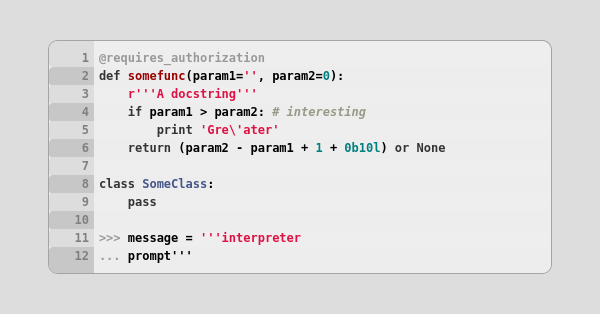 1 @requires_authorization
2 def somefunc(param1='', param2=0):
3     r'''A docstring'''
4     if param1 > param2: # interesting
5         print 'Gre\'ater'
6     return (param2 - param1 + 1 + 0b10l) or None
7
8 class SomeClass:
9     pass
10
11 >>> message = '''interpreter
12 ... prompt'''